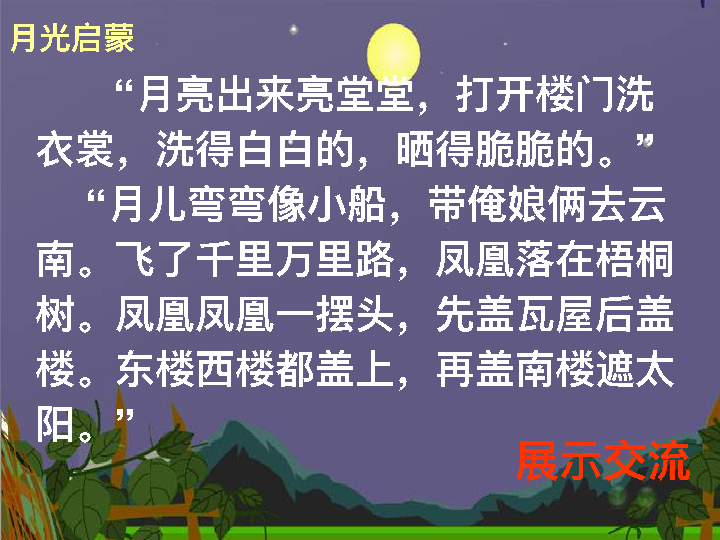 月光启蒙
“月亮出来亮堂堂，打开楼门洗
衣裳，洗得白白的，晒得脆脆的。”
“月儿弯弯像小船，带俺娘俩去云
南。飞了千里万里路，凤凰落在梧桐
树。凤凰凤凰一摆头，先盖瓦屋后盖
楼。东楼西楼都盖上，再盖南楼遮太
阳。”
展示交流